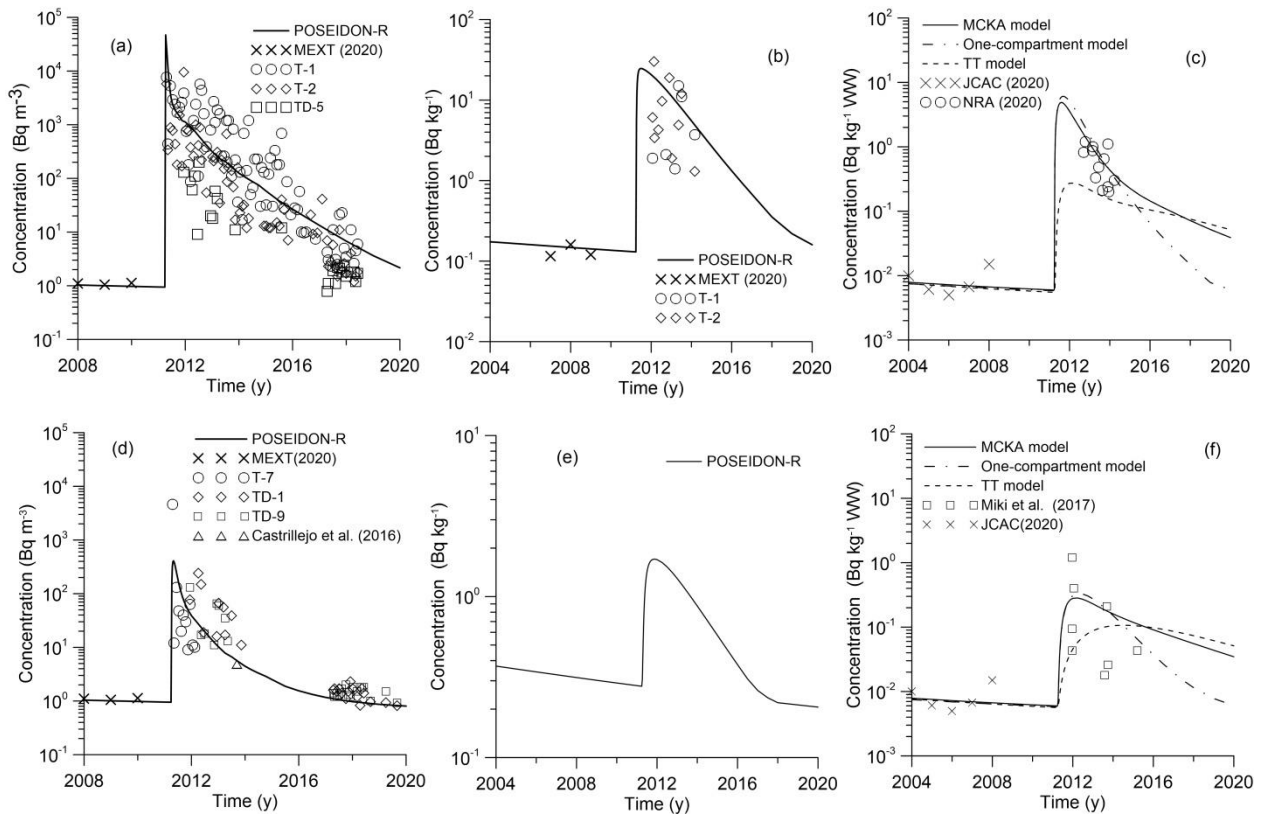 (a)
POSEIDON-R
MEXT (2020)
T-1
T-2
TD-5
Concentration (Bq m⁻³)
10⁵
10⁴
10³
10²
10¹
10⁰
10⁻¹
2008 2012 2016 2020
Time (y)
(b)
Concentration (Bq kg⁻¹)
10²
10¹
10⁰
10⁻¹
10⁻²
POSEIDON-R
MEXT (2020)
T-1
T-2
2004 2008 2012 2016 2020
Time (y)
(c)
MCKA model
One-compartment model
TT model
JCAC (2020)
NRA (2020)
Concentration (Bq kg⁻¹ WW)
10²
10¹
10⁰
10⁻¹
10⁻²
10⁻³
2004 2008 2012 2016 2020
Time (y)
(d)
POSEIDON-R
MEXT(2020)
T-7
TD-1
TD-9
Castrillejo et al. (2016)
Concentration (Bq m⁻³)
10⁵
10⁴
10³
10²
10¹
10⁰
10⁻¹
2008 2012 2016 2020
Time (y)
(e)
POSEIDON-R
Concentration (Bq kg⁻¹)
10¹
10⁰
10⁻¹
2004 2008 2012 2016 2020
Time (y)
(f)
MCKA model
One-compartment model
TT model
Miki et al. (2017)
JCAC(2020)
Concentration (Bq kg⁻¹ WW)
10²
10¹
10⁰
10⁻¹
10⁻²
10⁻³
2004 2008 2012 2016 2020
Time (y)